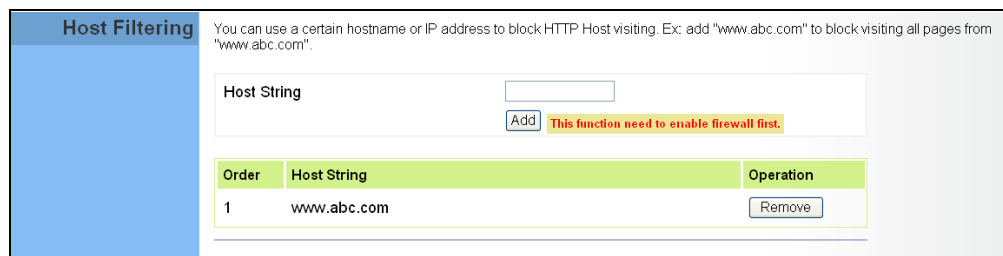 Host Filtering
You can use a certain hostname or IP address to block HTTP Host visiting. Ex: add "www.abc.com" to block visiting all pages from
"www.abc.com".
Host String
Add This function need to enable firewall first.
Order Host String Operation
1 www.abc.com Remove